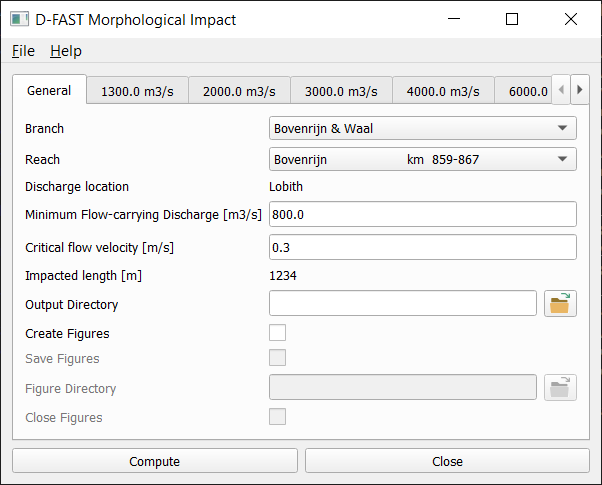 D-FAST Morphological Impact
File Help
General 1300.0 m3/s 2000.0 m3/s 3000.0 m3/s 4000.0 m3/s 6000.0
Branch Bovenrijn & Waal
Reach Bovenrijn km 859-867
Discharge location Lobith
Minimum Flow-carrying Discharge [m3/s] 800.0
Critical flow velocity [m/s] 0.3
Impacted length [m] 1234
Output Directory
Create Figures
Save Figures
Figure Directory
Close Figures
Compute Close